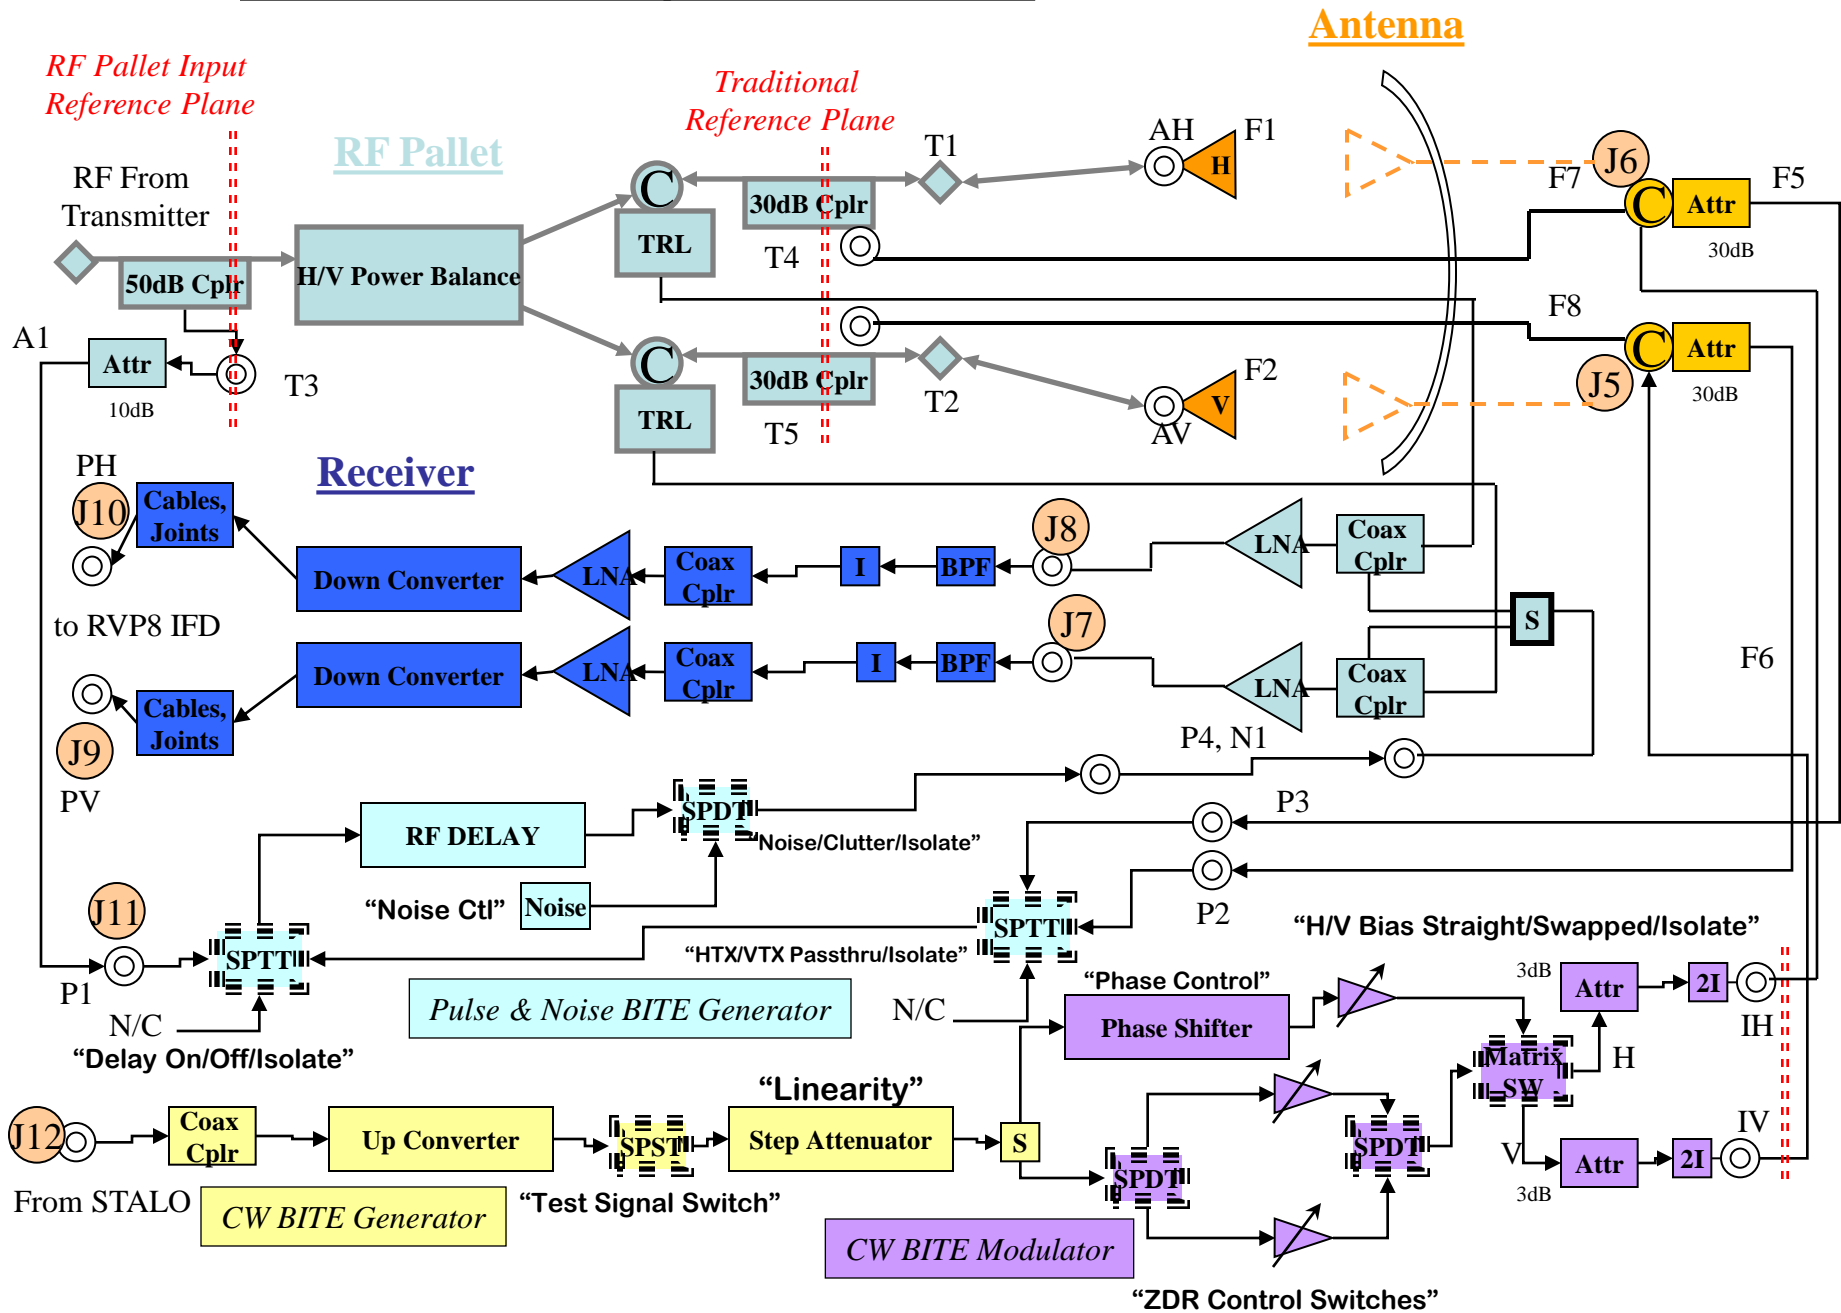 Antenna
RF Pallet Input
Reference Plane
Traditional
Reference Plane
RF Pallet
RF From
Transmitter
50dB Cplr
H/V Power Balance
C
TRL
30dB Cplr
T4
T1
AH
F1
H
J6
F7
C
Attr
F5
30dB
A1
Attr
10dB
T3
C
TRL
30dB Cplr
T5
T2
AV
F2
V
F8
J5
C
Attr
30dB
Receiver
PH
J10
Cables,
Joints
Down Converter
LNA
Coax
Cplr
I
BPF
J8
LNA
Coax
Cplr
S
to RVP8 IFD
J9
PV
Cables,
Joints
Down Converter
LNA
Coax
Cplr
I
BPF
J7
LNA
Coax
Cplr
F6
P4, N1
RF DELAY
SPDT
“Noise/Clutter/Isolate”
P3
“Noise Ctl”
Noise
SPTT
P2
J11
P1
SPTT
“HTX/VTX Passthru/Isolate”
N/C
“Delay On/Off/Isolate”
Pulse & Noise BITE Generator
N/C
“H/V Bias Straight/Swapped/Isolate”
“Phase Control”
Phase Shifter
Matrix
SW
H
3dB
Attr
2I
IH
V
3dB
Attr
2I
IV
J12
From STALO
Coax
Cplr
Up Converter
SPST
“Test Signal Switch”
“Linearity”
Step Attenuator
S
SPDT
SPDT
CW BITE Generator
CW BITE Modulator
“ZDR Control Switches”